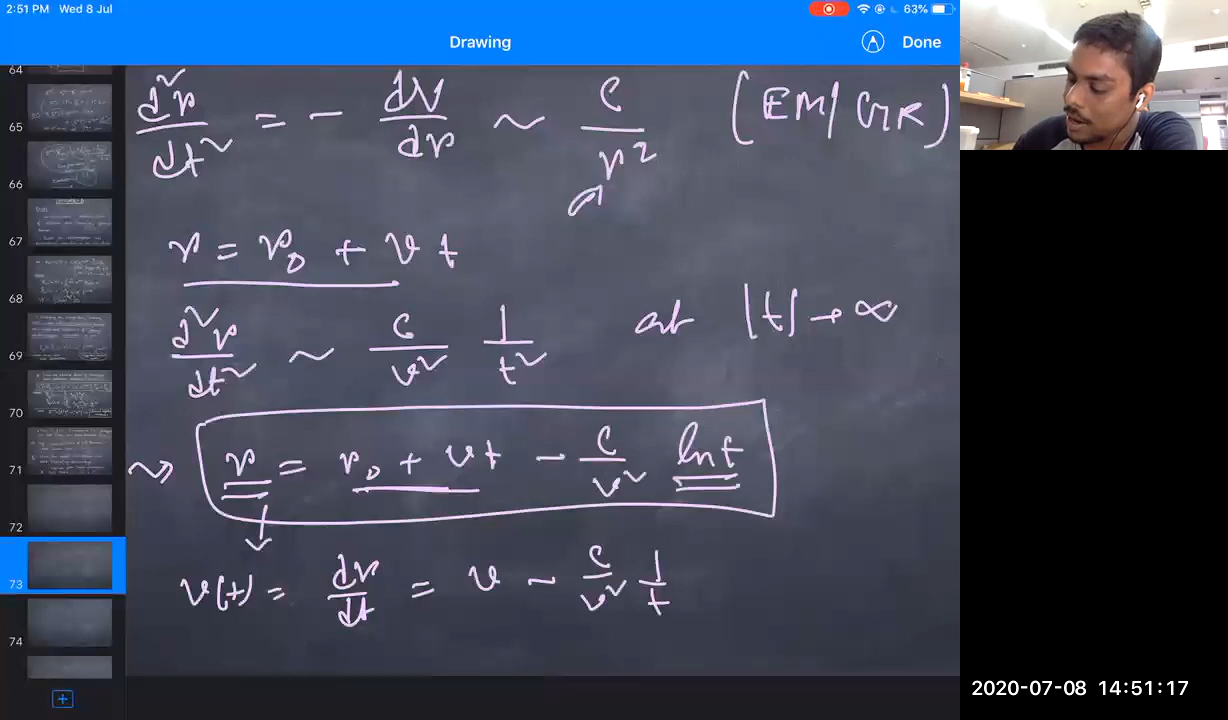 2:51 PM Wed 8 Jul
63%
Drawing
Done
64
65
66
67
68
69
70
71
72
73
74
d²r/dt² = - dV/dr ~ c/r² (EM/GR)
r = r₀ + v t
d²r/dt² ~ c/v² 1/t² at |t| → ∞
⇝ r = r₀ + vt - c/v² ln t
v(t) = dr/dt = v - c/v² 1/t
2020-07-08 14:51:17